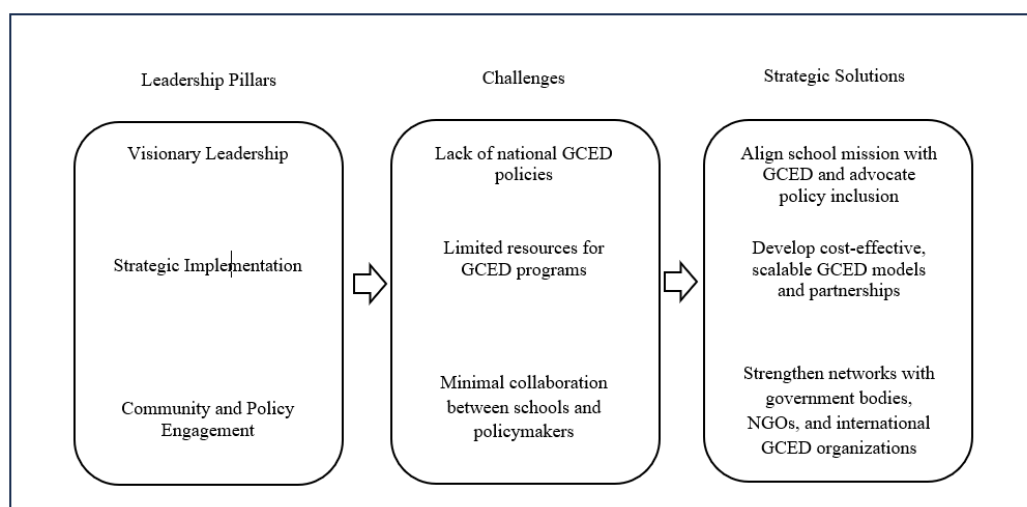 Leadership Pillars
Challenges
Strategic Solutions
Visionary Leadership
Strategic Implementation
Community and Policy
Engagement
Lack of national GCED
policies
Limited resources for
GCED programs
Minimal collaboration
between schools and
policymakers
Align school mission with
GCED and advocate
policy inclusion
Develop cost-effective,
scalable GCED models
and partnerships
Strengthen networks with
government bodies,
NGOs, and international
GCED organizations